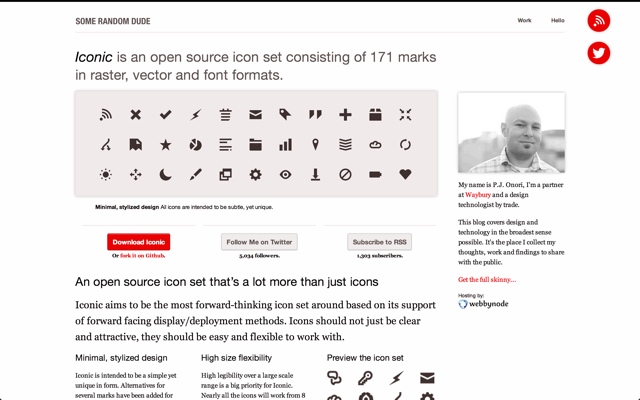 SOME RANDOM DUDE
Work Hello
Iconic is an open source icon set consisting of 171 marks
in raster, vector and font formats.
Minimal, stylized design All icons are intended to be subtle, yet unique.
Download Iconic
Or fork it on Github.
Follow Me on Twitter
5,034 followers.
Subscribe to RSS
1,303 subscribers.
An open source icon set that's a lot more than just icons
Iconic aims to be the most forward-thinking icon set around based on its support
of forward facing display/deployment methods. Icons should not just be clear
and attractive, they should be easy and flexible to work with.
Minimal, stylized design
Iconic is intended to be a simple yet
unique in form. Alternatives for
several marks have been added for
High size flexibility
High legibility over a large scale
range is a big priority for Iconic.
Nearly all the icons will work from 8
Preview the icon set
My name is P.J. Onori, I'm a partner
at Waybury and a design
technologist by trade.
This blog covers design and
technology in the broadest sense
possible. It's the place I collect my
thoughts, work and findings to share
with the public.
Get the full skinny...
Hosting by:
webbynode